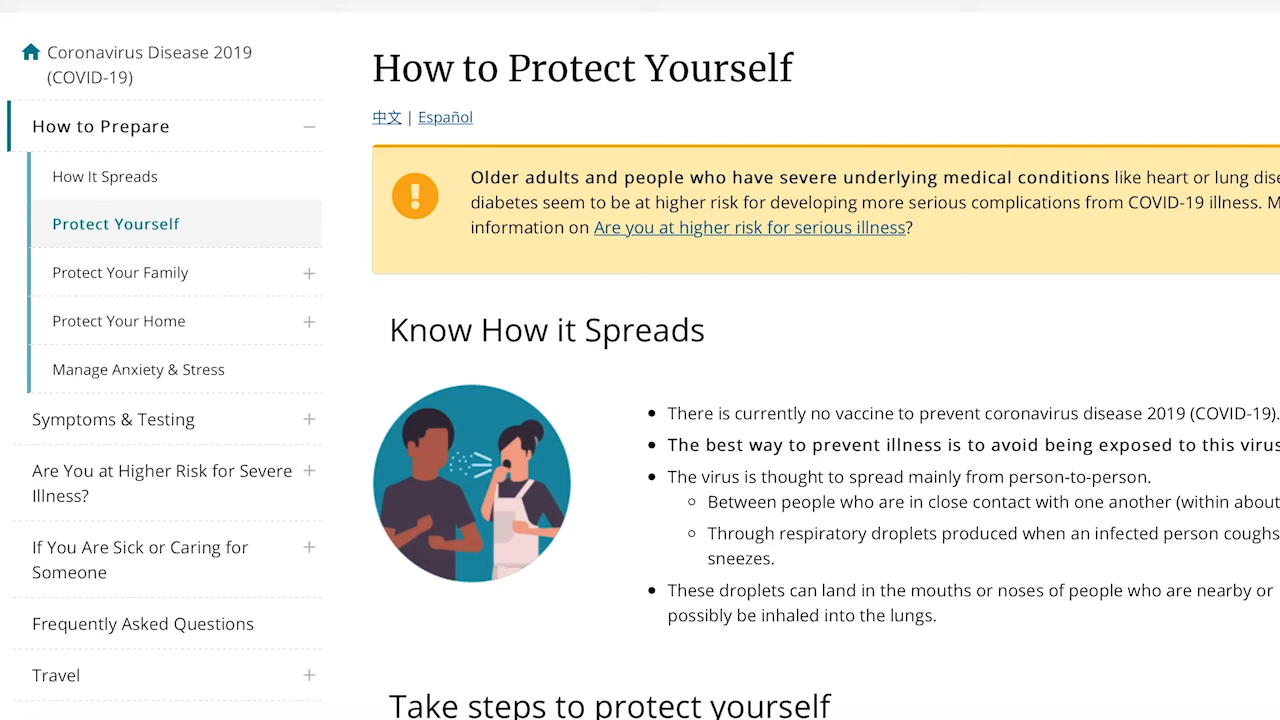 Coronavirus Disease 2019
(COVID-19)
How to Prepare
How It Spreads
Protect Yourself
Protect Your Family
Protect Your Home
Manage Anxiety & Stress
Symptoms & Testing
Are You at Higher Risk for Severe
Illness?
If You Are Sick or Caring for
Someone
Frequently Asked Questions
Travel
How to Protect Yourself
中文 | Español
Older adults and people who have severe underlying medical conditions like heart or lung
diabetes seem to be at higher risk for developing more serious complications from COVID-19 illness.
information on Are you at higher risk for serious illness?
Know How it Spreads
There is currently no vaccine to prevent coronavirus disease 2019 (COVID-19).
The best way to prevent illness is to avoid being exposed to this virus
The virus is thought to spread mainly from person-to-person.
Between people who are in close contact with one another (within about
Through respiratory droplets produced when an infected person coughs
sneezes.
These droplets can land in the mouths or noses of people who are nearby or
possibly be inhaled into the lungs.
Take steps to protect yourself